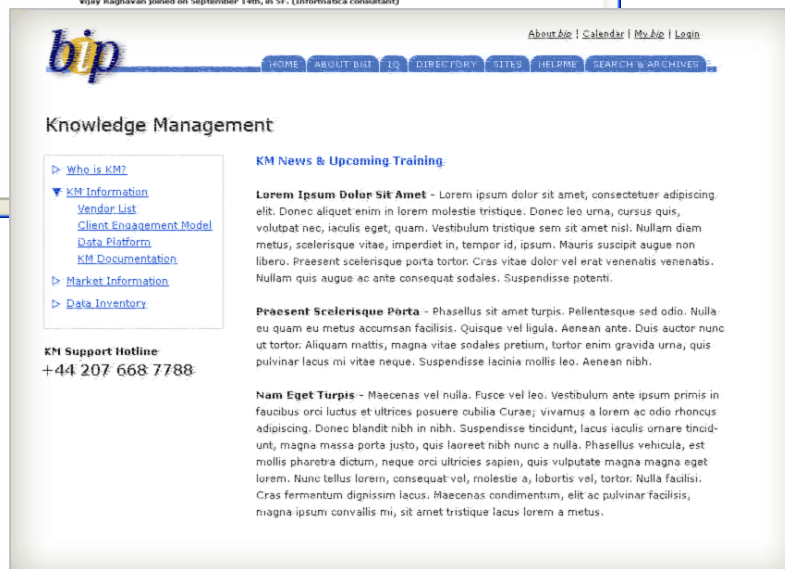 Vijay Raghavan joined on September 14th, in SF. (Informatica consultant)
bip
About bip | Calendar | My bip | Login
HOME ABOUT BGI IQ DIRECTORY SITES HELPME SEARCH & ARCHIVES
Knowledge Management
Who is KM?
KM Information
Vendor List
Client Engagement Model
Data Platform
KM Documentation
Market Information
Data Inventory
KM Support Hotline
+44 207 668 7788
KM News & Upcoming Training
Lorem Ipsum Dolor Sit Amet - Lorem ipsum dolor sit amet, consectetuer adipiscing
elit. Donec aliquet enim in lorem molestie tristique. Donec leo urna, cursus quis,
volutpat nec, iaculis eget, quam. Vestibulum tristique sem sit amet nisl. Nullam diam
metus, scelerisque vitae, imperdiet in, tempor id, ipsum. Mauris suscipit augue non
libero. Praesent scelerisque porta tortor. Cras vitae dolor vel erat venenatis venenatis.
Nullam quis augue ac ante consequat sodales. Suspendisse potenti.
Praesent Scelerisque Porta - Phasellus sit amet turpis. Pellentesque sed odio. Nulla
eu quam eu metus accumsan facilisis. Quisque vel ligula. Aenean ante. Duis auctor nunc
ut tortor. Aliquam mattis, magna vitae sodales pretium, tortor enim gravida urna, quis
pulvinar lacus mi vitae neque. Suspendisse lacinia mollis leo. Aenean nibh.
Nam Eget Turpis - Maecenas vel nulla. Fusce vel leo. Vestibulum ante ipsum primis in
faucibus orci luctus et ultrices posuere cubilia Curae; vivamus a lorem ac odio rhoncus
adipiscing. Donec blandit nibh in nibh. Suspendisse tincidunt, lacus iaculis ornare tincid-
unt, magna massa porta justo, quis laoreet nibh nunc a nulla. Phasellus vehicula, est
mollis pharetra dictum, neque orci ultricies sapien, quis vulputate magna magna eget
lorem. Nunc tellus lorem, consequat vel, molestie a, lobortis vel, tortor. Nulla facilisi.
Cras fermentum dignissim lacus. Maecenas condimentum, elit ac pulvinar facilisis,
magna ipsum convallis mi, sit amet tristique lacus lorem a metus.